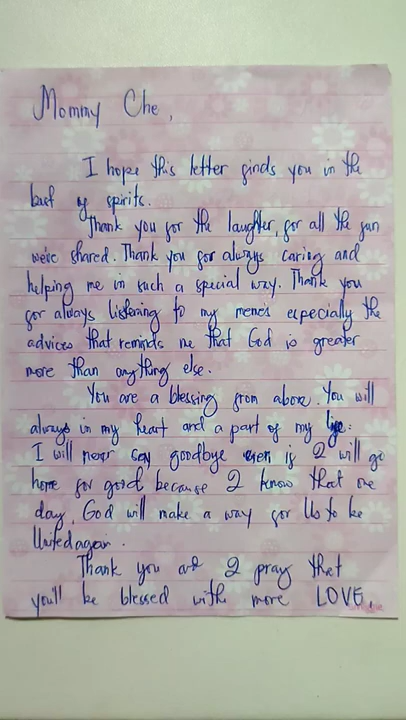 Mommy Che,
I hope this letter finds you in the
best of spirits.
Thank you for the laughter, for all the fun
we've shared. Thank you for always caring and
helping me in such a special way. Thank you
for always listening to my meme's especially the
advices that reminds me that God is greater
more than anything else.
You are a blessing from above. You will
always in my heart and a part of my life.
I will never say goodbye even if I will go
home for good because I know that one
day, God will make a way for Us to be
United again.
Thank you and I pray that
you'll be blessed with more LOVE.